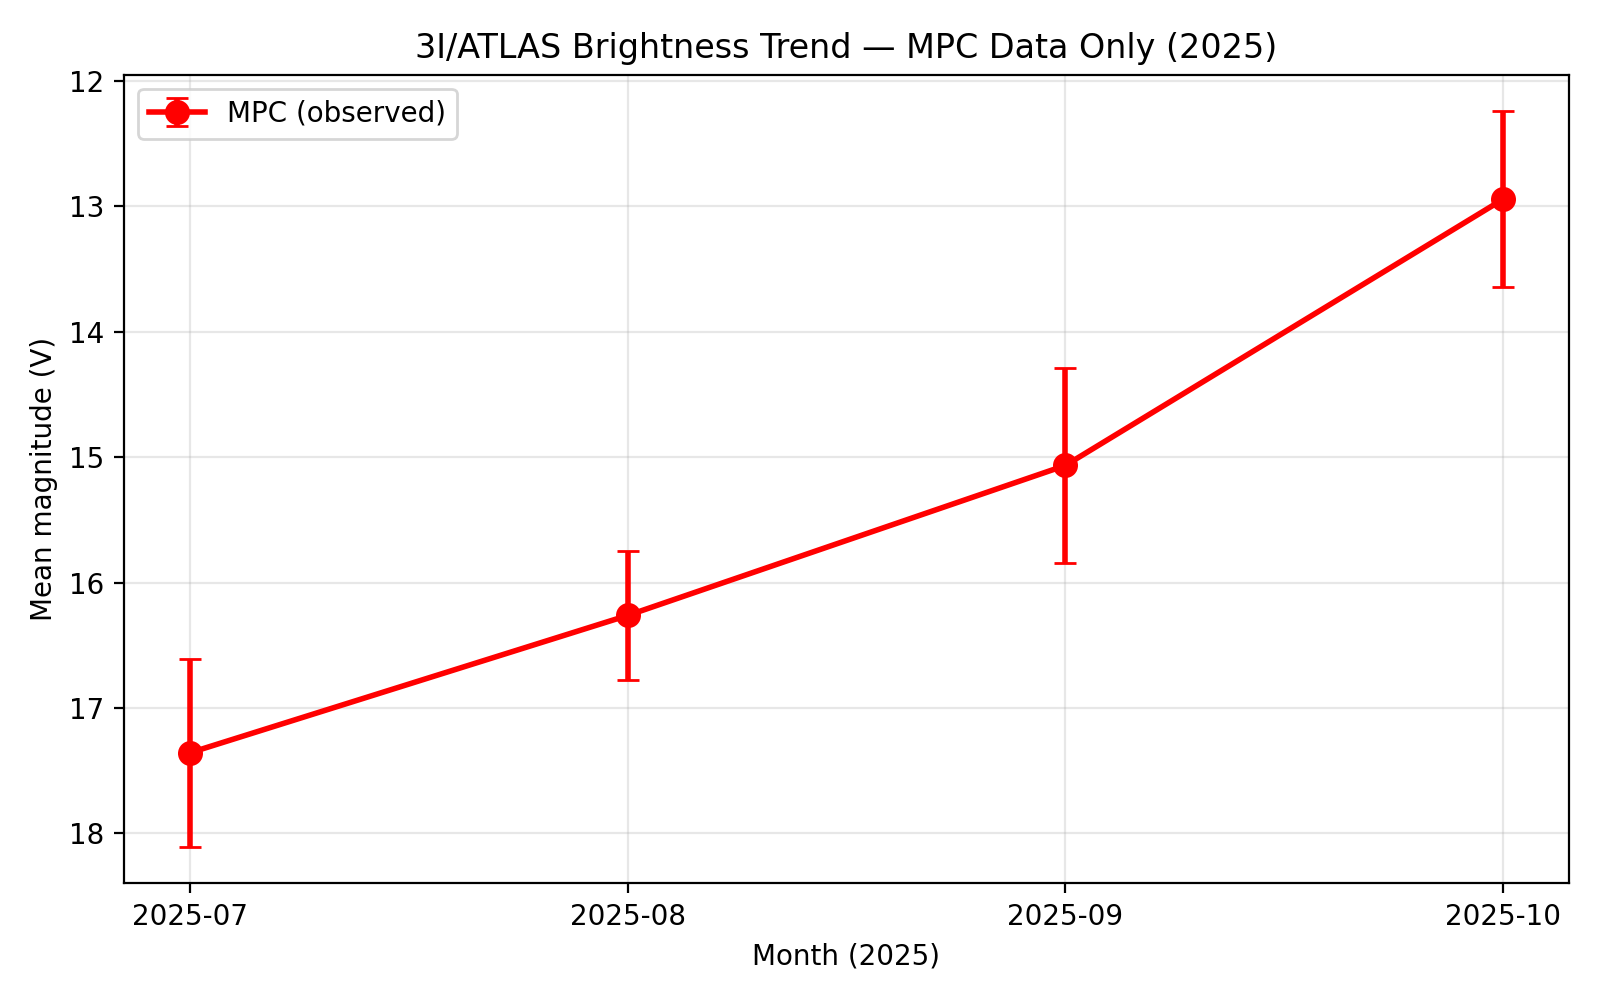 3I/ATLAS Brightness Trend — MPC Data Only (2025)
MPC (observed)
Mean magnitude (V)
12
13
14
15
16
17
18
2025-07
2025-08
2025-09
2025-10
Month (2025)